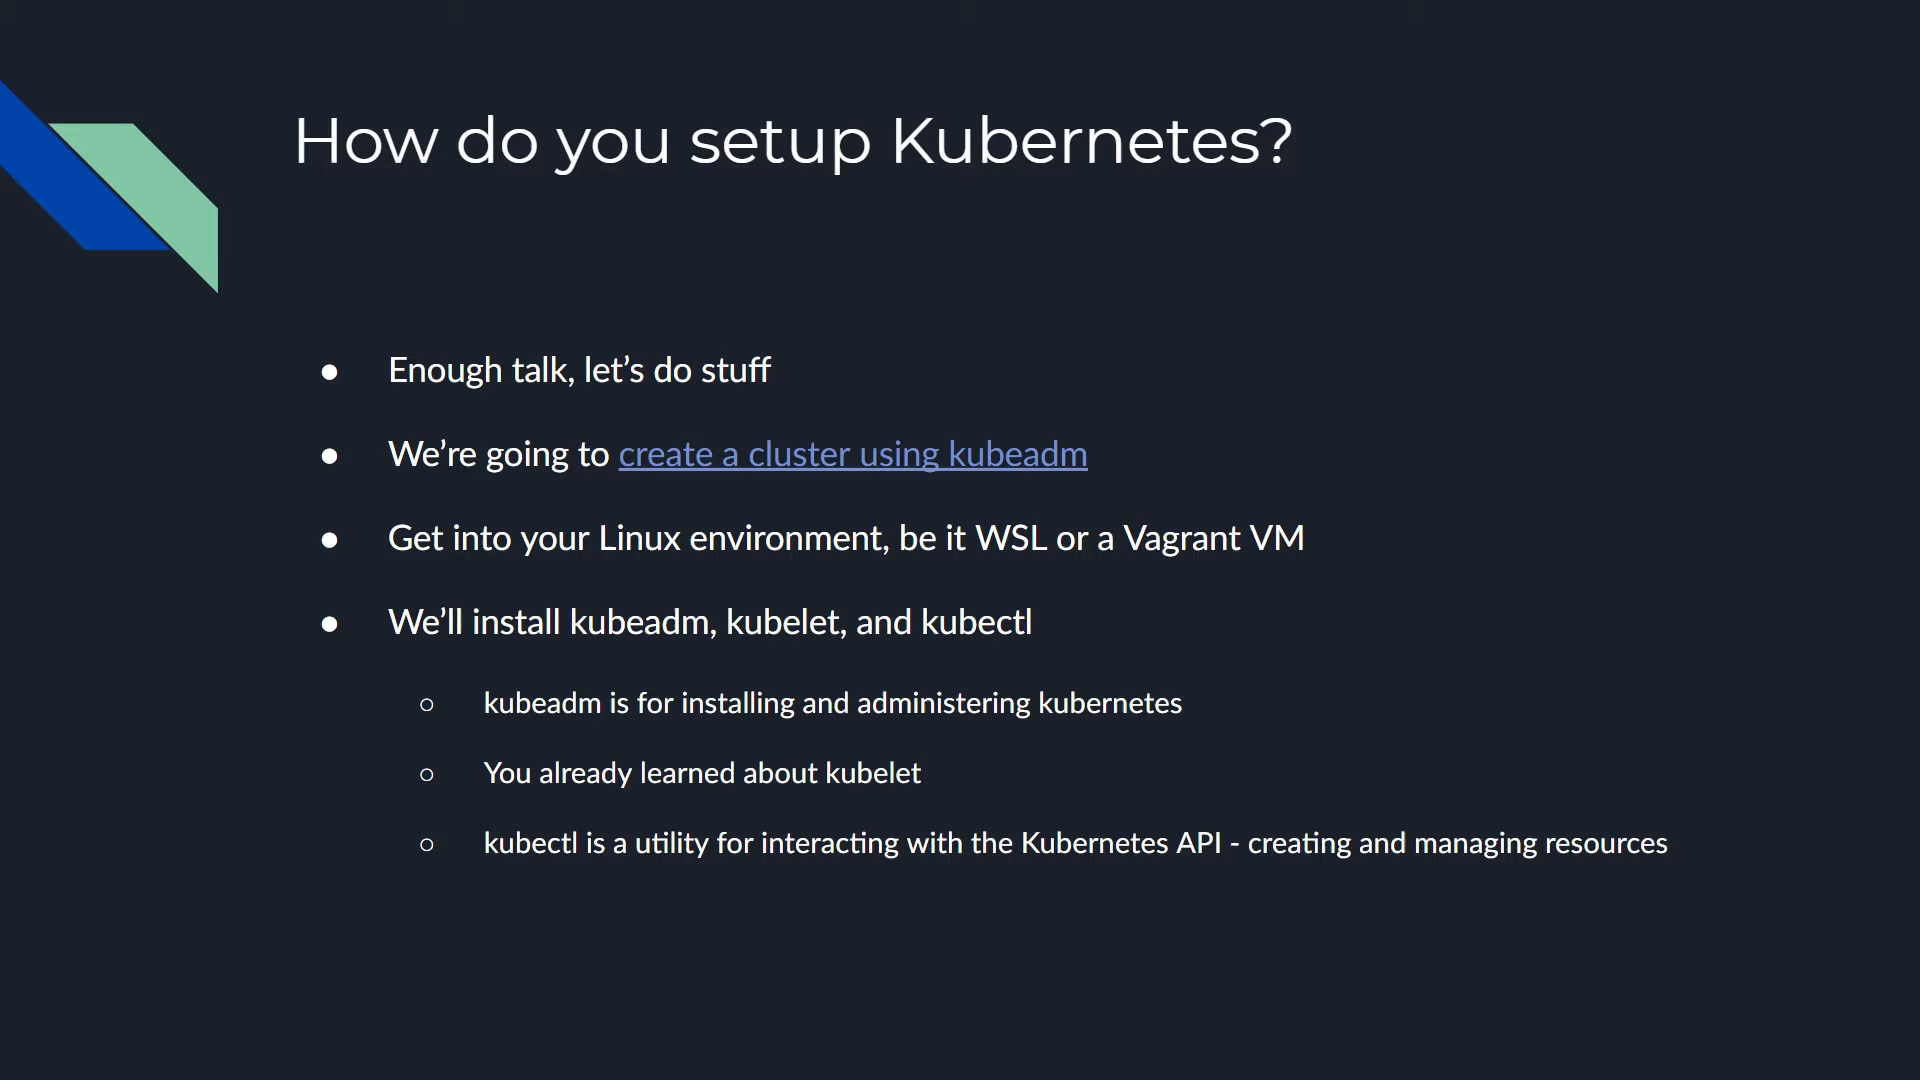 How do you setup Kubernetes?
● Enough talk, let’s do stuff
● We’re going to create a cluster using kubeadm
● Get into your Linux environment, be it WSL or a Vagrant VM
● We’ll install kubeadm, kubelet, and kubectl
○ kubeadm is for installing and administering kubernetes
○ You already learned about kubelet
○ kubectl is a utility for interacting with the Kubernetes API - creating and managing resources